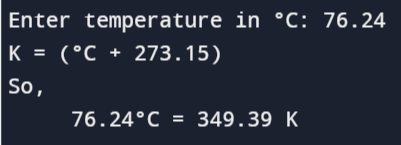 Enter temperature in °C: 76.24
K = (°C + 273.15)
So,
76.24°C = 349.39 K